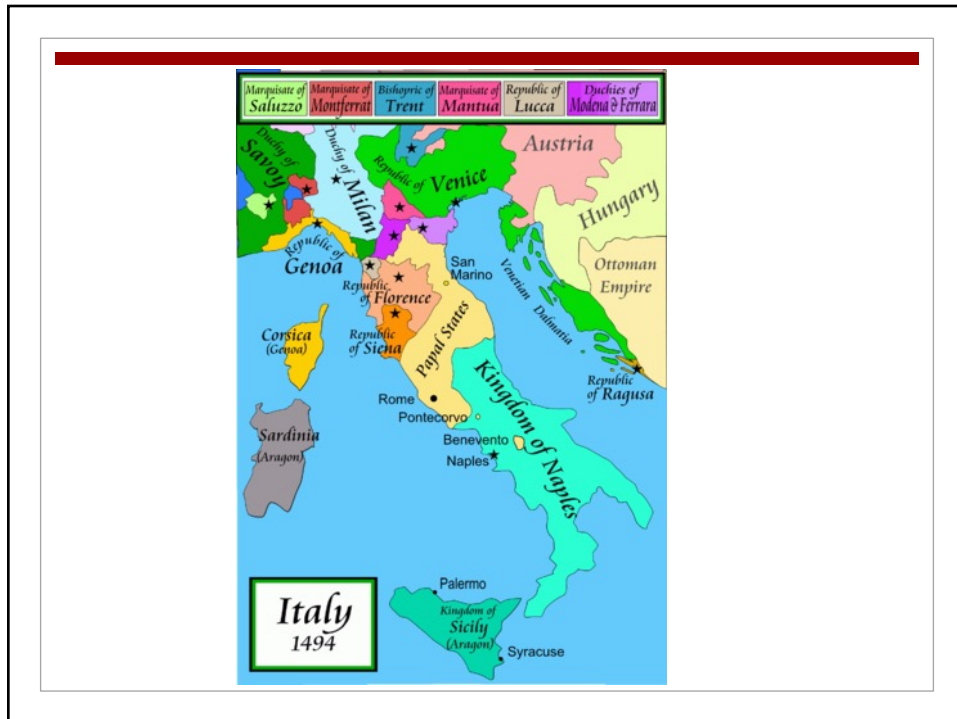 Marquisate of
Saluzzo
Marquisate of
Montferrat
Bishopric of
Trent
Marquisate of
Mantua
Republic of
Lucca
Duchies of
Modena & Ferrara
Duchy of
Savoy
Duchy of
Milan
Republic of
Venice
Austria
Hungary
Republic of
Genoa
San
Marino
Ottoman
Empire
Venetian
Dalmatia
Republic
of Florence
Corsica
(Genoa)
Republic
of Siena
Papal States
Republic
of Ragusa
Rome
Pontecorvo
Kingdom of Naples
Sardinia
(Aragon)
Benevento
Naples
Italy
1494
Palermo
Kingdom of
Sicily
(Aragon)
Syracuse